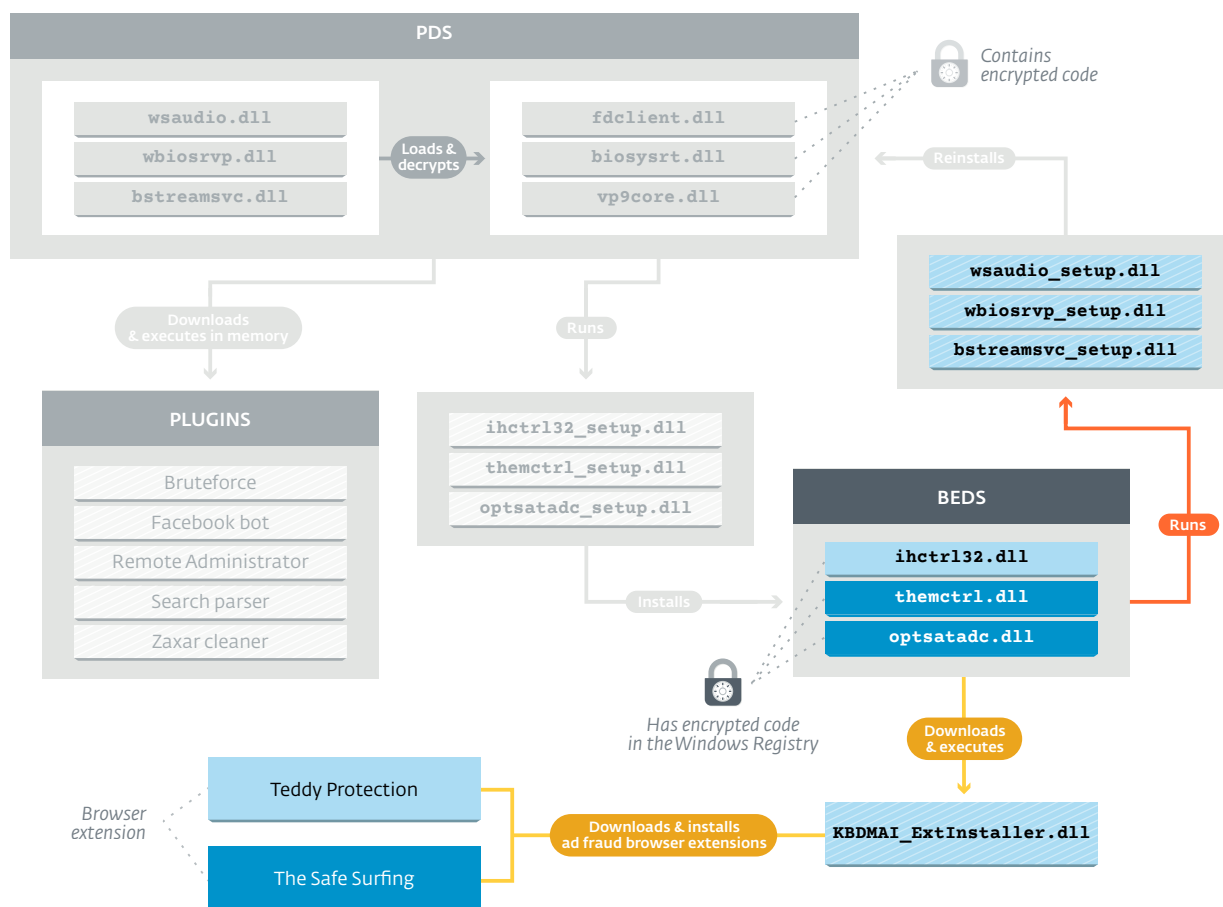 PDS
wsaudio.dll
wbiosrvp.dll
bstreamsvc.dll
Loads &
decrypts
fdclient.dll
biosysrt.dll
vp9core.dll
Contains
encrypted code
Reinstalls
wsaudio_setup.dll
wbiosrvp_setup.dll
bstreamsvc_setup.dll
Downloads
& executes in memory
Runs
PLUGINS
Bruteforce
Facebook bot
Remote Administrator
Search parser
Zaxar cleaner
ihctrl32_setup.dll
themctrl_setup.dll
optsatadc_setup.dll
Installs
BEDS
ihctrl32.dll
themctrl.dll
optsatadc.dll
Runs
Has encrypted code
in the Windows Registry
Downloads
& executes
KBDMAI_ExtInstaller.dll
Downloads & installs
ad fraud browser extensions
Browser
extension
Teddy Protection
The Safe Surfing